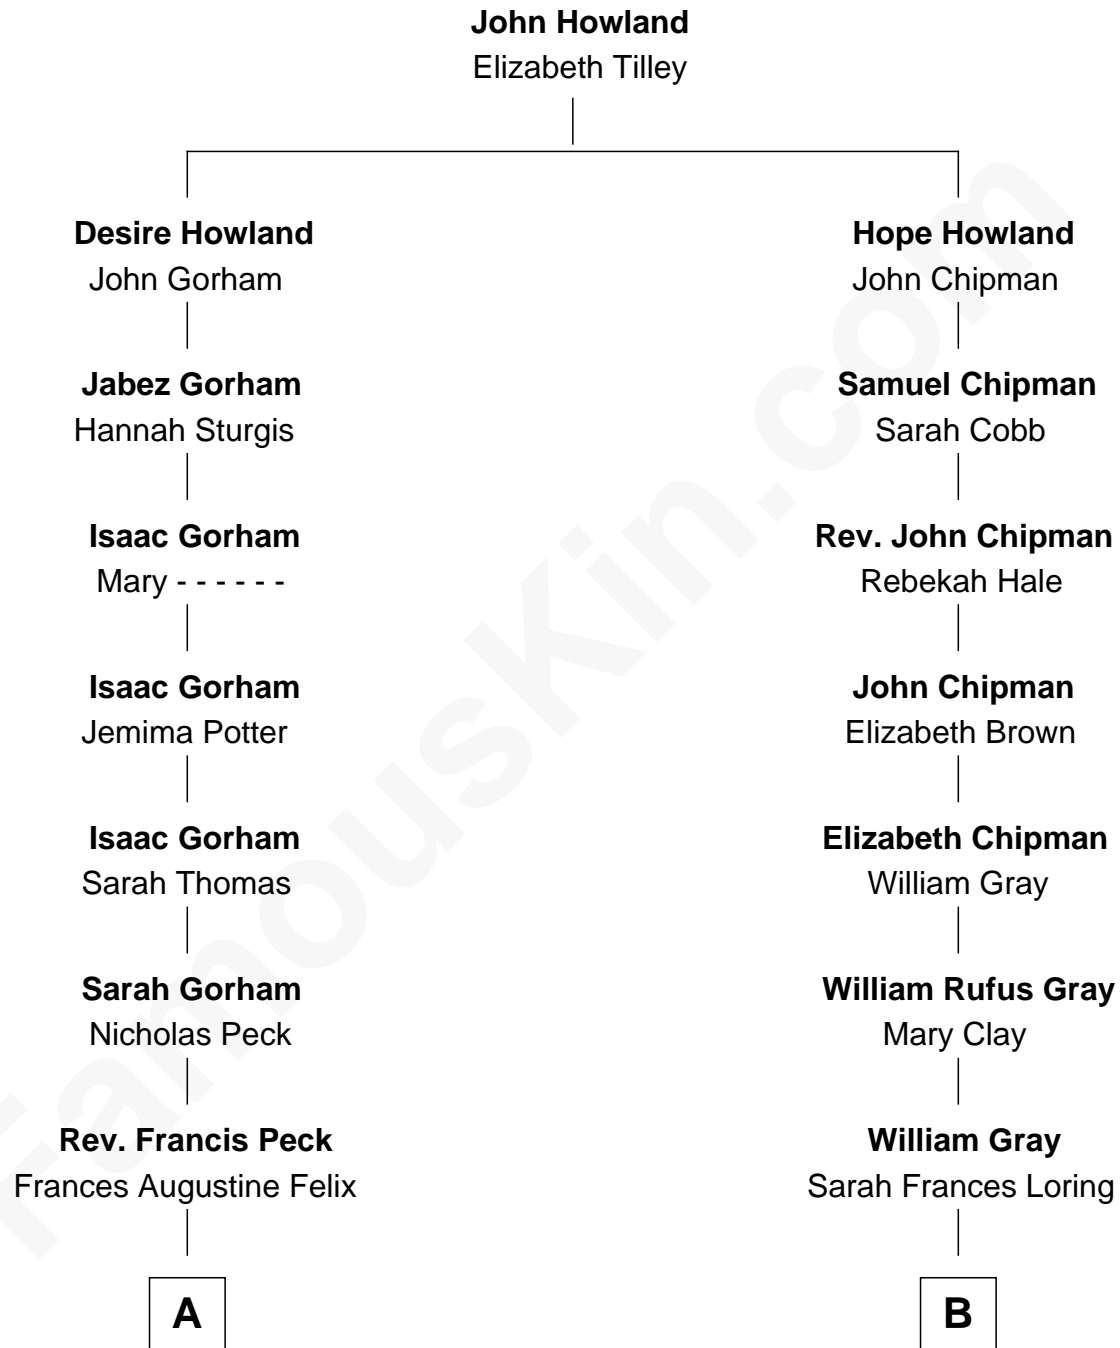 John Howland
Elizabeth Tilley
Desire Howland
John Gorham
Hope Howland
John Chipman
Jabez Gorham
Hannah Sturgis
Samuel Chipman
Sarah Cobb
Isaac Gorham
Mary - - - - - -
Rev. John Chipman
Rebekah Hale
Isaac Gorham
Jemima Potter
John Chipman
Elizabeth Brown
Isaac Gorham
Sarah Thomas
Elizabeth Chipman
William Gray
Sarah Gorham
Nicholas Peck
William Rufus Gray
Mary Clay
Rev. Francis Peck
Frances Augustine Felix
William Gray
Sarah Frances Loring
A
B
FamousKin.com